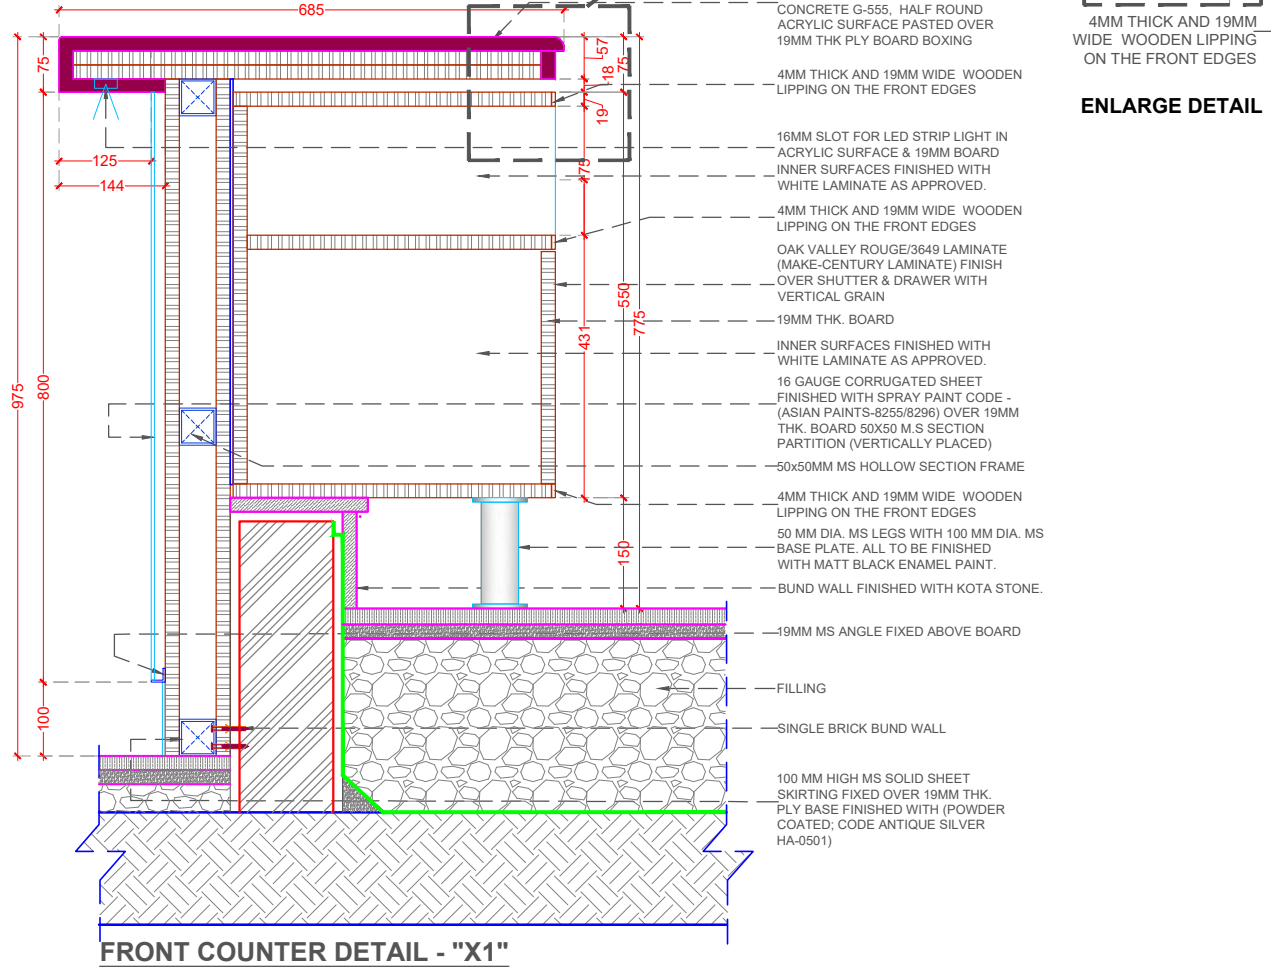 685
CONCRETE G-555, HALF ROUND
ACRYLIC SURFACE PASTED OVER
19MM THK PLY BOARD BOXING
4MM THICK AND 19MM
WIDE WOODEN LIPPING
ON THE FRONT EDGES
ENLARGE DETAIL
75
57
18
75
19
4MM THICK AND 19MM WIDE WOODEN
LIPPING ON THE FRONT EDGES
16MM SLOT FOR LED STRIP LIGHT IN
ACRYLIC SURFACE & 19MM BOARD
INNER SURFACES FINISHED WITH
WHITE LAMINATE AS APPROVED.
125
144
175
4MM THICK AND 19MM WIDE WOODEN
LIPPING ON THE FRONT EDGES
OAK VALLEY ROUGE/3649 LAMINATE
(MAKE-CENTURY LAMINATE) FINISH
OVER SHUTTER & DRAWER WITH
VERTICAL GRAIN
19MM THK. BOARD
INNER SURFACES FINISHED WITH
WHITE LAMINATE AS APPROVED.
975
800
431
550
775
16 GAUGE CORRUGATED SHEET
FINISHED WITH SPRAY PAINT CODE -
(ASIAN PAINTS-8255/8296) OVER 19MM
THK. BOARD 50X50 M.S SECTION
PARTITION (VERTICALLY PLACED)
50x50MM MS HOLLOW SECTION FRAME
4MM THICK AND 19MM WIDE WOODEN
LIPPING ON THE FRONT EDGES
50 MM DIA. MS LEGS WITH 100 MM DIA. MS
BASE PLATE. ALL TO BE FINISHED
WITH MATT BLACK ENAMEL PAINT.
150
BUND WALL FINISHED WITH KOTA STONE.
19MM MS ANGLE FIXED ABOVE BOARD
FILLING
100
SINGLE BRICK BUND WALL
100 MM HIGH MS SOLID SHEET
SKIRTING FIXED OVER 19MM THK.
PLY BASE FINISHED WITH (POWDER
COATED; CODE ANTIQUE SILVER
HA-0501)
FRONT COUNTER DETAIL - "X1"